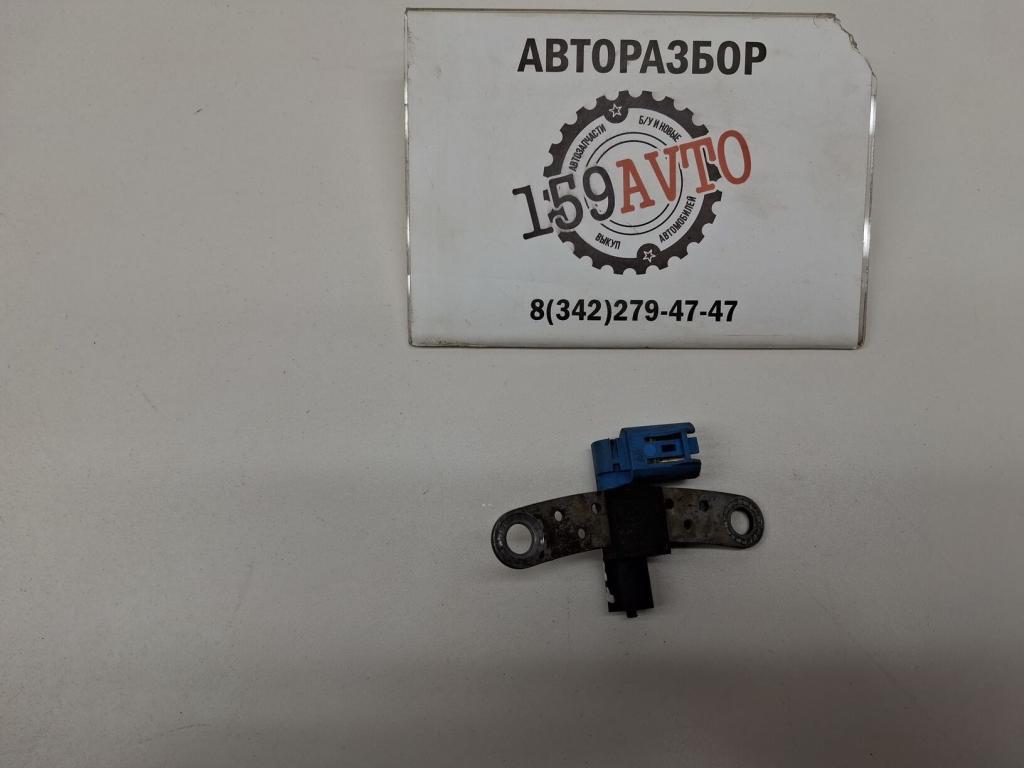 АВТОРАЗБОР
АВТОЗАПЧАСТИ
Б/У И НОВЫЕ
159AVTO
ВЫКУП
АВТОМОБИЛЕЙ
8(342)279-47-47